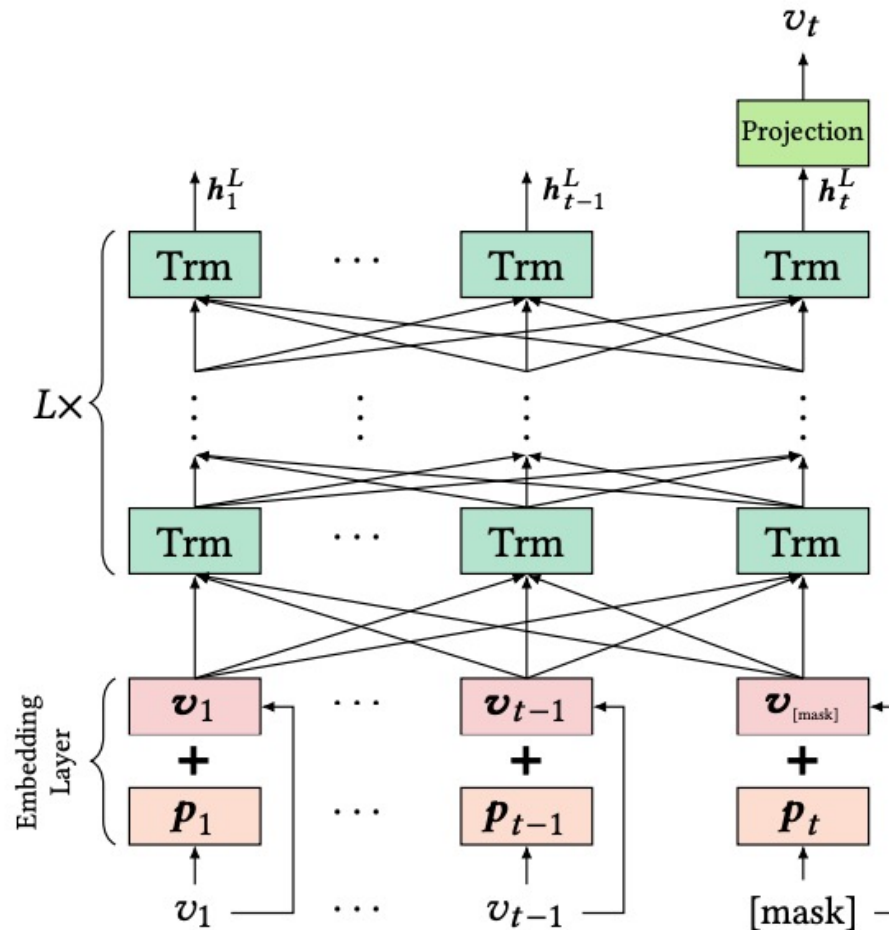 v_t
Projection
h_1^L h_{t-1}^L h_t^L
Trm ... Trm Trm
L×
Trm ... Trm Trm
Embedding Layer
v_1 ... v_{t-1} v_[mask]
+ + +
p_1 ... p_{t-1} p_t
v_1 ... v_{t-1} [mask]